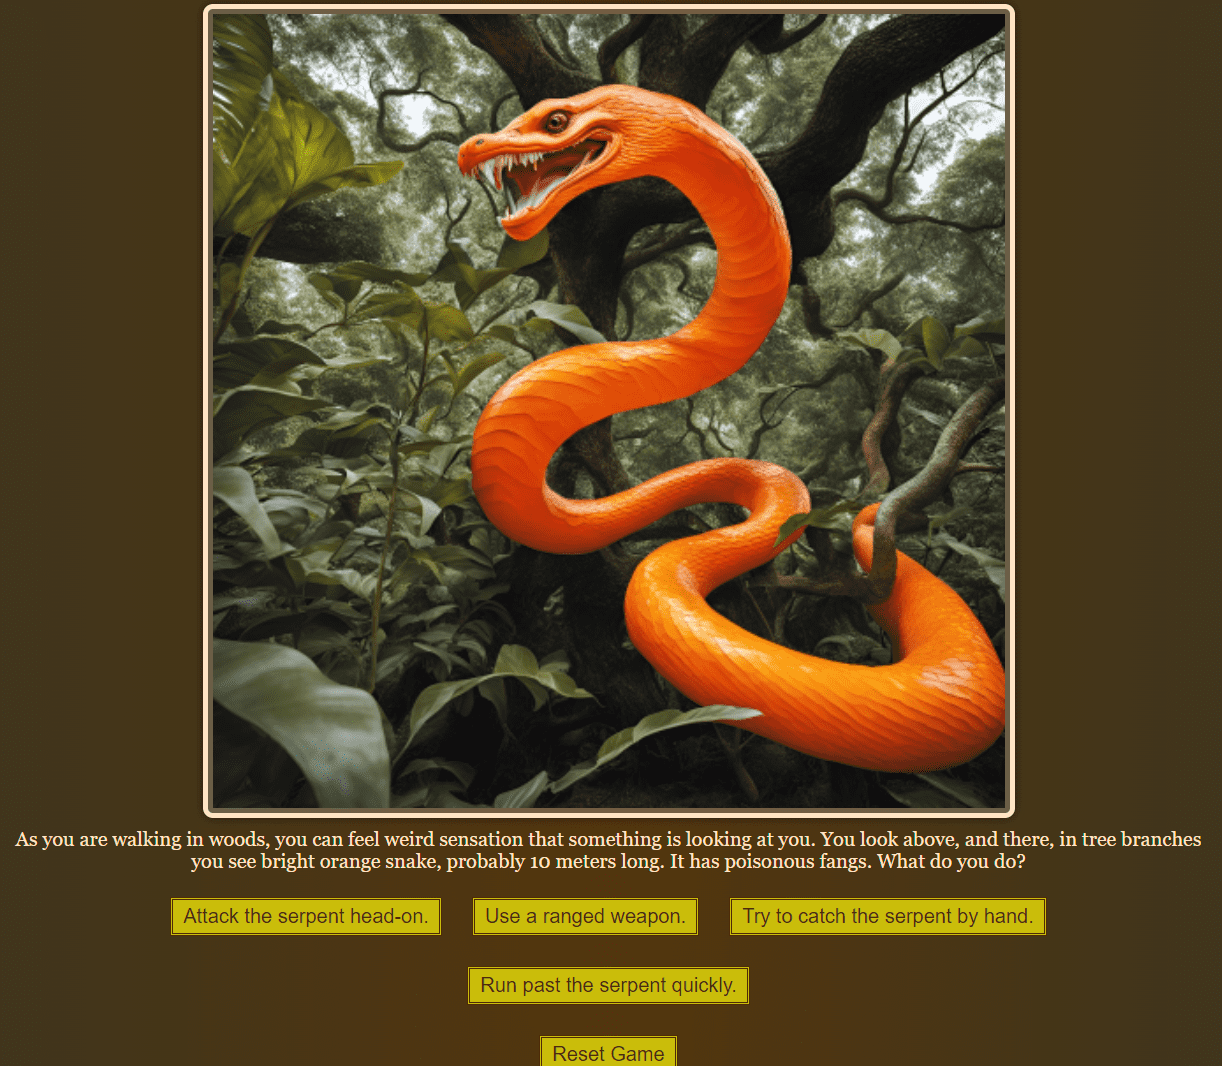 As you are walking in woods, you can feel weird sensation that something is looking at you. You look above, and there, in tree branches
you see bright orange snake, probably 10 meters long. It has poisonous fangs. What do you do?
Attack the serpent head-on.
Use a ranged weapon.
Try to catch the serpent by hand.
Run past the serpent quickly.
Reset Game